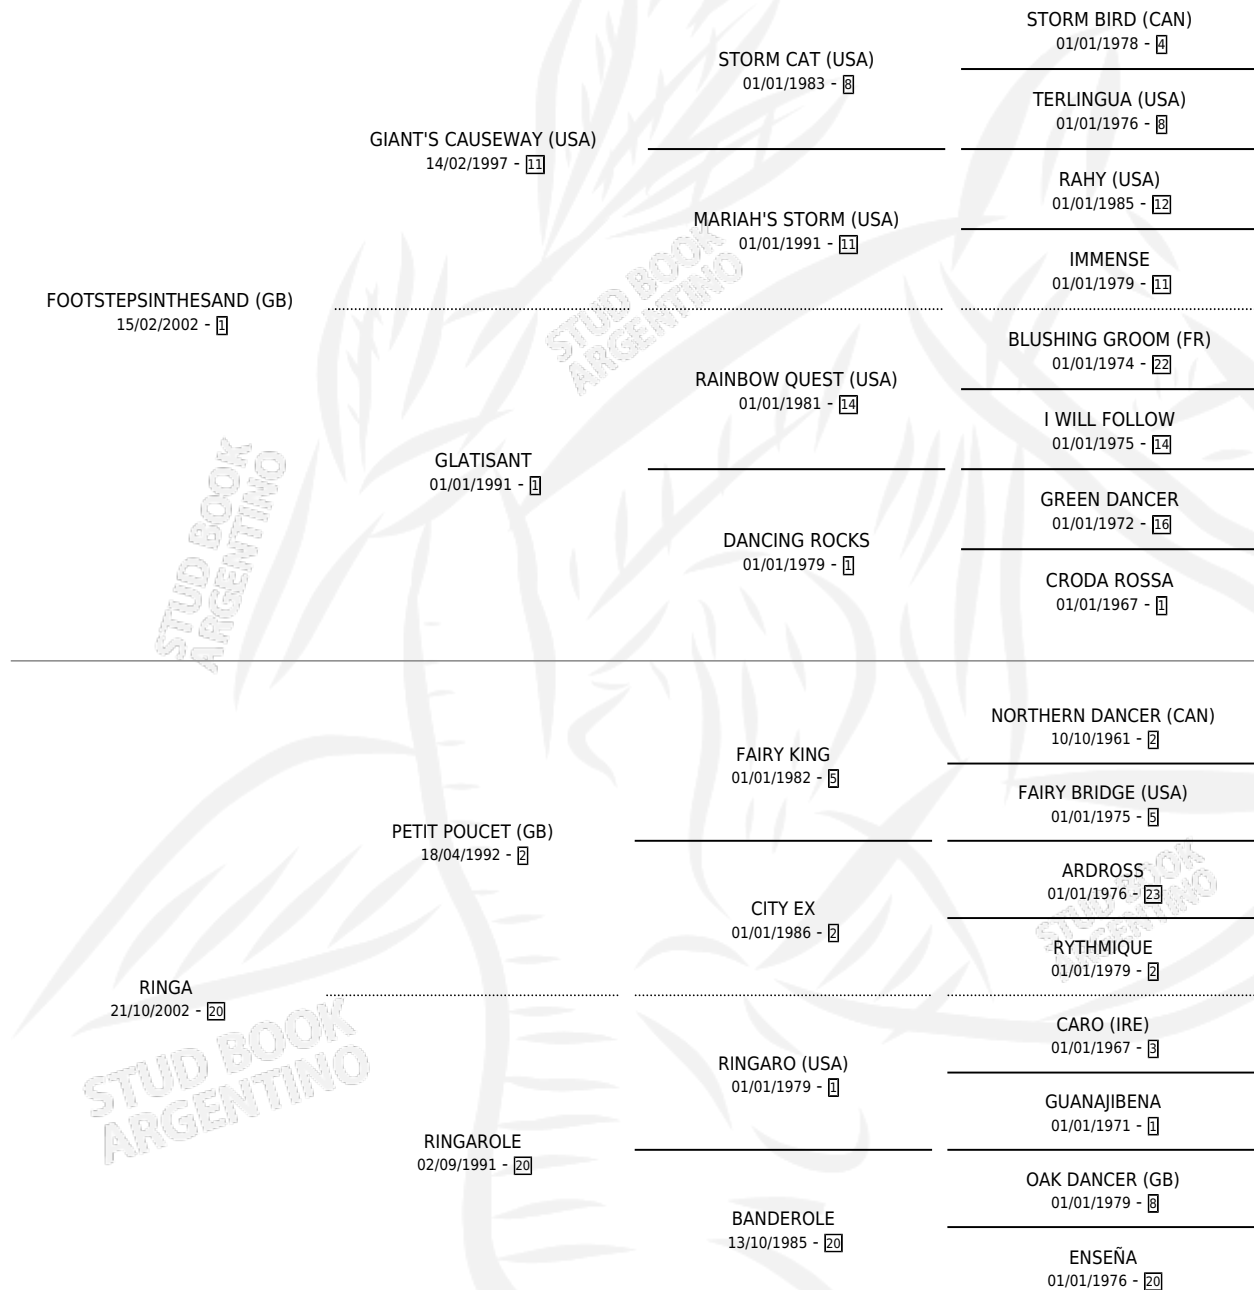 STORM BIRD (CAN)
01/01/1978 - 4
STORM CAT (USA)
01/01/1983 - 8
TERLINGUA (USA)
01/01/1976 - 8
GIANT'S CAUSEWAY (USA)
14/02/1997 - 11
RAHY (USA)
01/01/1985 - 12
MARIAH'S STORM (USA)
01/01/1991 - 11
IMMENSE
01/01/1979 - 11
FOOTSTEPSINTHESAND (GB)
15/02/2002 - 1
STUD BOOK
ARGENTINO
BLUSHING GROOM (FR)
01/01/1974 - 22
RAINBOW QUEST (USA)
01/01/1981 - 14
I WILL FOLLOW
01/01/1975 - 14
GLATISANT
01/01/1991 - 1
GREEN DANCER
01/01/1972 - 16
DANCING ROCKS
01/01/1979 - 1
CRODA ROSSA
01/01/1967 - 1
STUD BOOK
ARGENTINO
NORTHERN DANCER (CAN)
10/10/1961 - 2
FAIRY KING
01/01/1982 - 5
FAIRY BRIDGE (USA)
01/01/1975 - 5
PETIT POUCET (GB)
18/04/1992 - 2
ARDROSS
01/01/1976 - 23
CITY EX
01/01/1986 - 2
RYTHMIQUE
01/01/1979 - 2
STUD BOOK
ARGENTINO
RINGA
21/10/2002 - 20
CARO (IRE)
01/01/1967 - 3
RINGARO (USA)
01/01/1979 - 1
GUANAJIBENA
01/01/1971 - 1
STUD BOOK
ARGENTINO
RINGAROLE
02/09/1991 - 20
OAK DANCER (GB)
01/01/1979 - 8
BANDEROLE
13/10/1985 - 20
ENSEÑA
01/01/1976 - 20